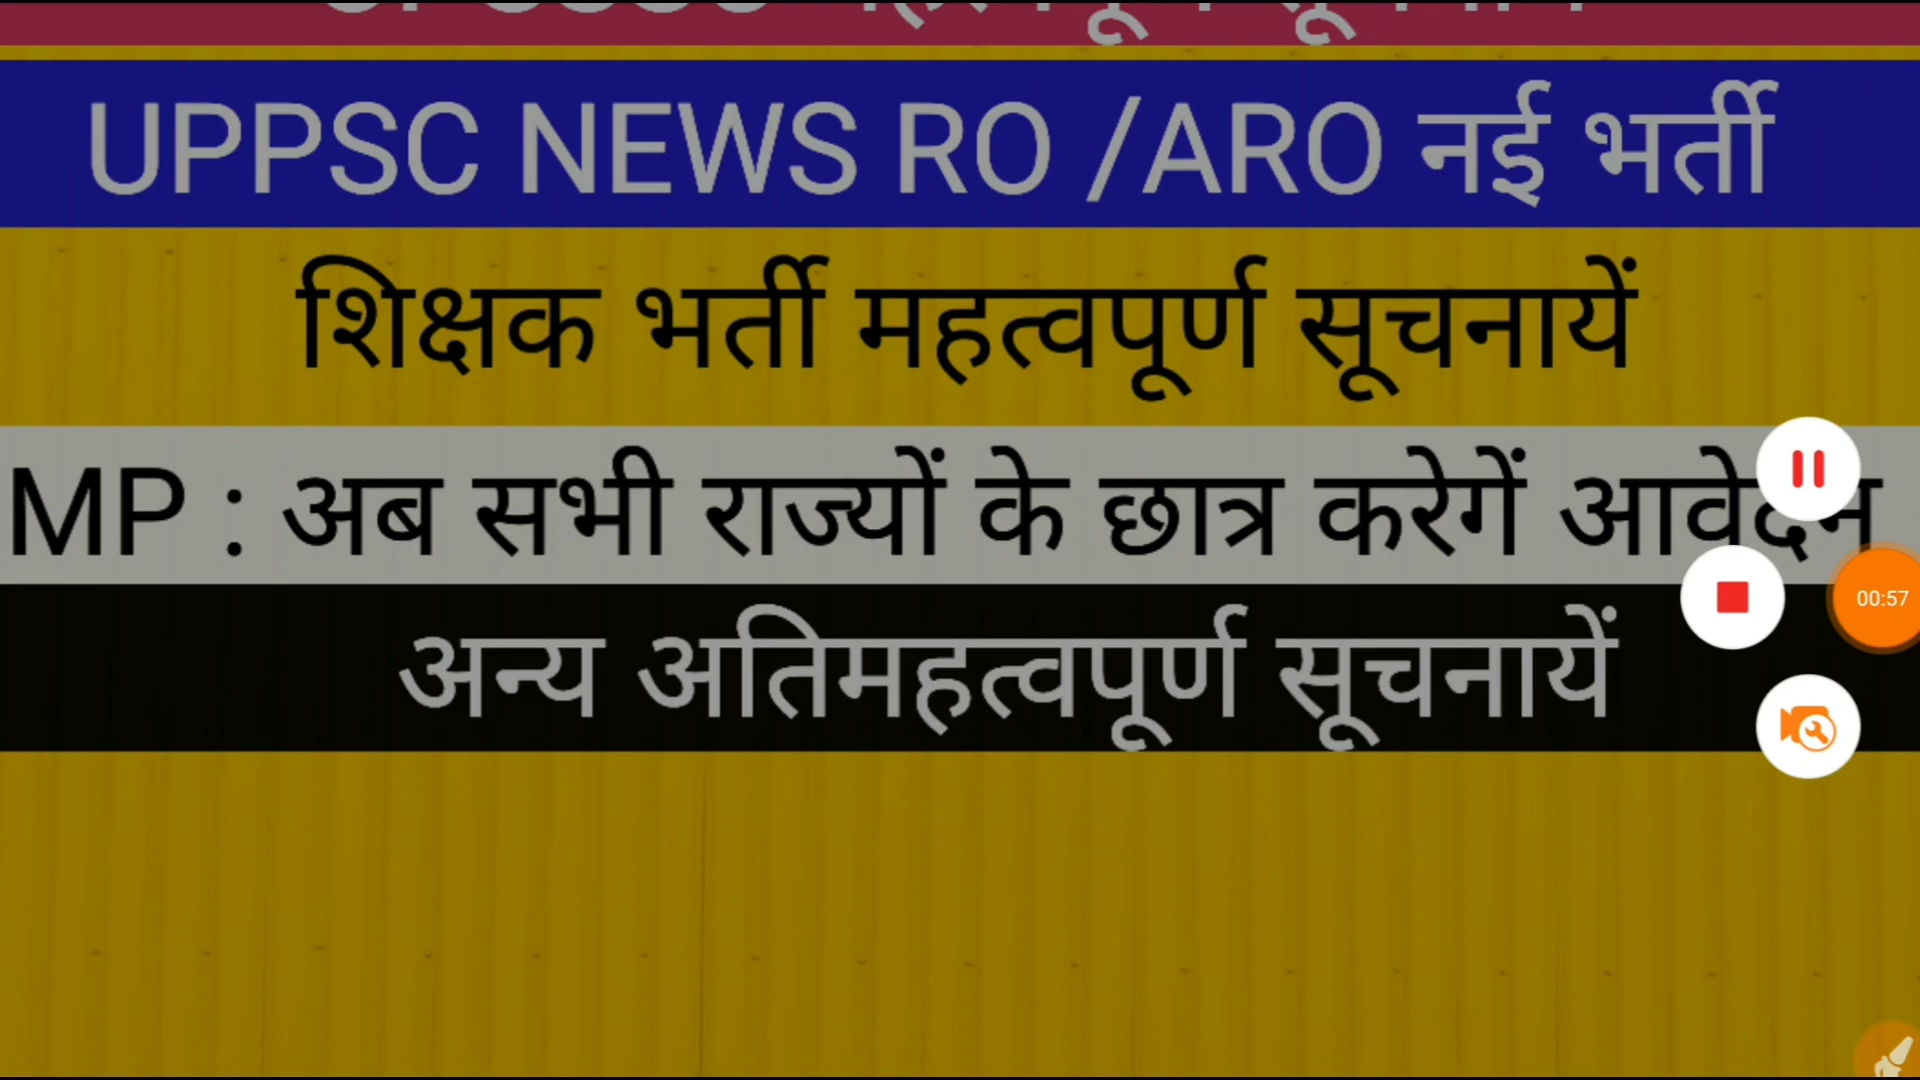 UPPSC NEWS RO /ARO नई भर्ती
शिक्षक भर्ती महत्वपूर्ण सूचनायें
MP : अब सभी राज्यों के छात्र करेगें आवेदन
00:57
अन्य अतिमहत्वपूर्ण सूचनायें